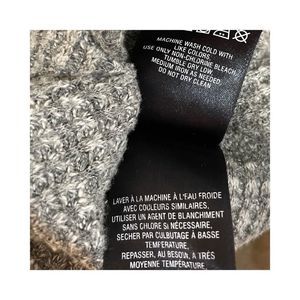 MACHINE WASH COLD WITH
LIKE COLORS.
USE ONLY NON-CHLORINE BLEACH
TUMBLE DRY LOW
MEDIUM IRON AS NEEDED.
DO NOT DRY CLEAN
LAVER À LA MACHINE À L'EAU FROIDE
AVEC COULEURS SIMILAIRES,
UTILISER UN AGENT DE BLANCHIMENT
SANS CHLORE SI NÉCESSAIRE,
SÉCHER PAR CULBUTAGE À BASSE
TEMPÉRATURE,
REPASSER, AU BESOIN, À TRÈS
MOYENNE TEMPÉRATURE